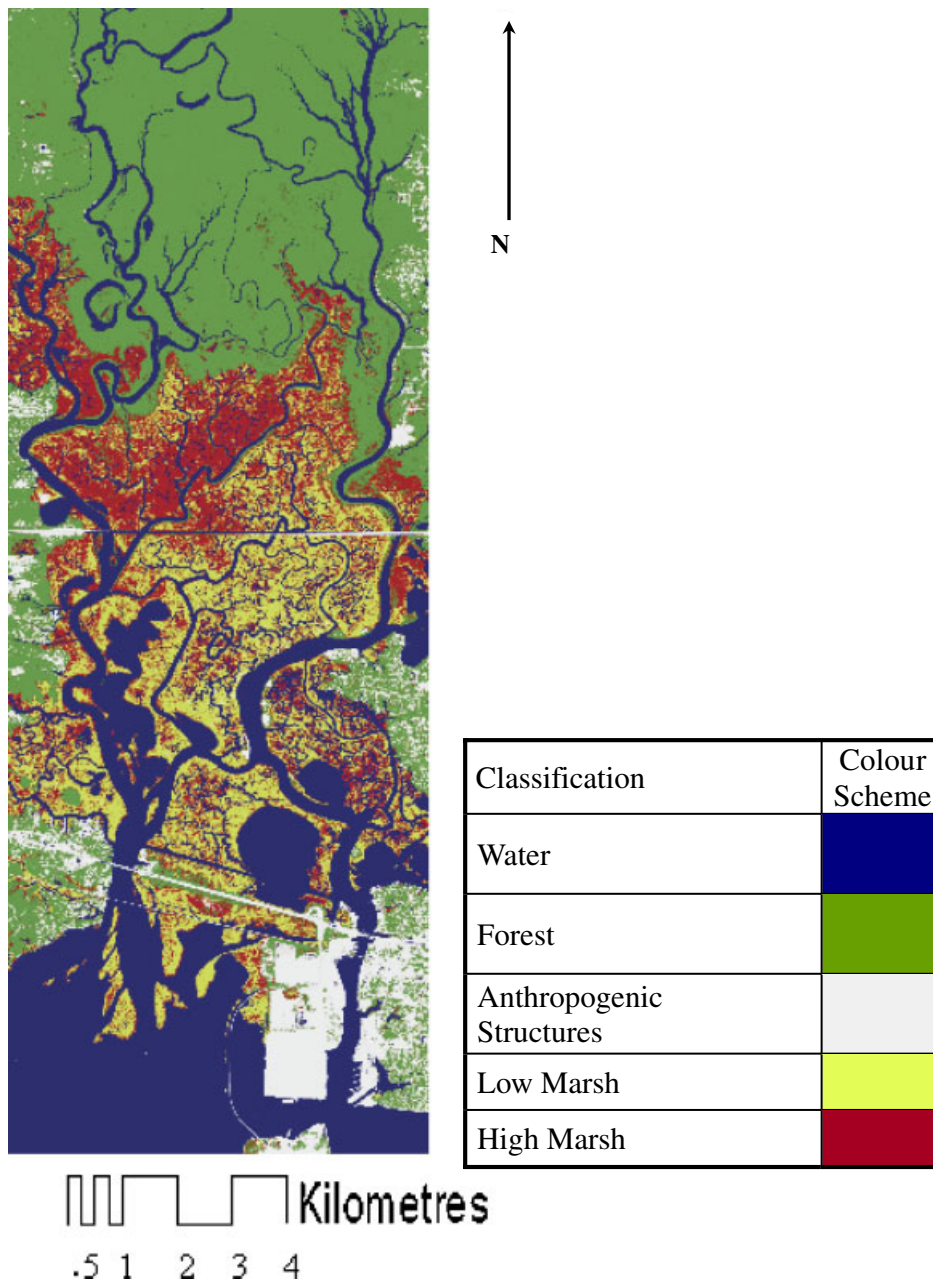 N
Classification Colour Scheme
Water
Forest
Anthropogenic
Structures
Low Marsh
High Marsh
Kilometres
.5 1 2 3 4